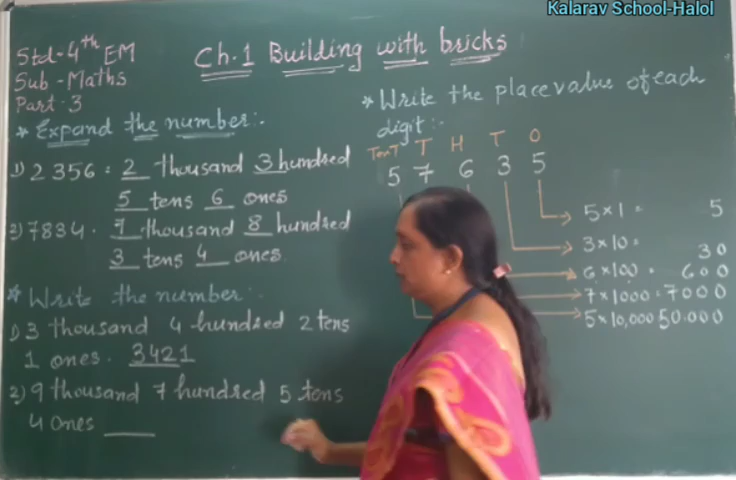 Kalarav School-Halol
Std-4th EM
Sub-Maths
Part-3
Ch.1 Building with bricks
* Expand the number:-
1) 2356 = 2 thousand 3 hundred
5 tens 6 ones
2) 7834 - 7 thousand 8 hundred
3 tens 4 ones
* Write the number:-
1) 3 thousand 4 hundred 2 tens
1 ones. 3421
2) 9 thousand 7 hundred 5 tens
4 ones ___
* Write the place value of each
digit:-
TenT T H T O
5 7 6 3 5
5×1= 5
3×10= 30
6×100= 600
7×1000=7000
5×10,000 50.000